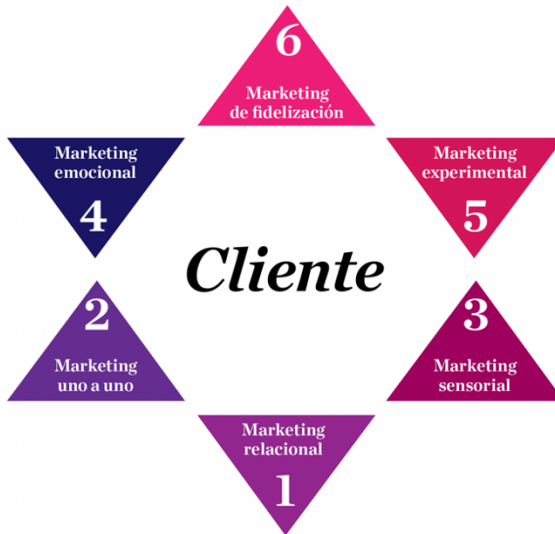 6
Marketing
de fidelización
Marketing
emocional
4
Marketing
experimental
5
Cliente
2
Marketing
uno a uno
3
Marketing
sensorial
Marketing
relacional
1